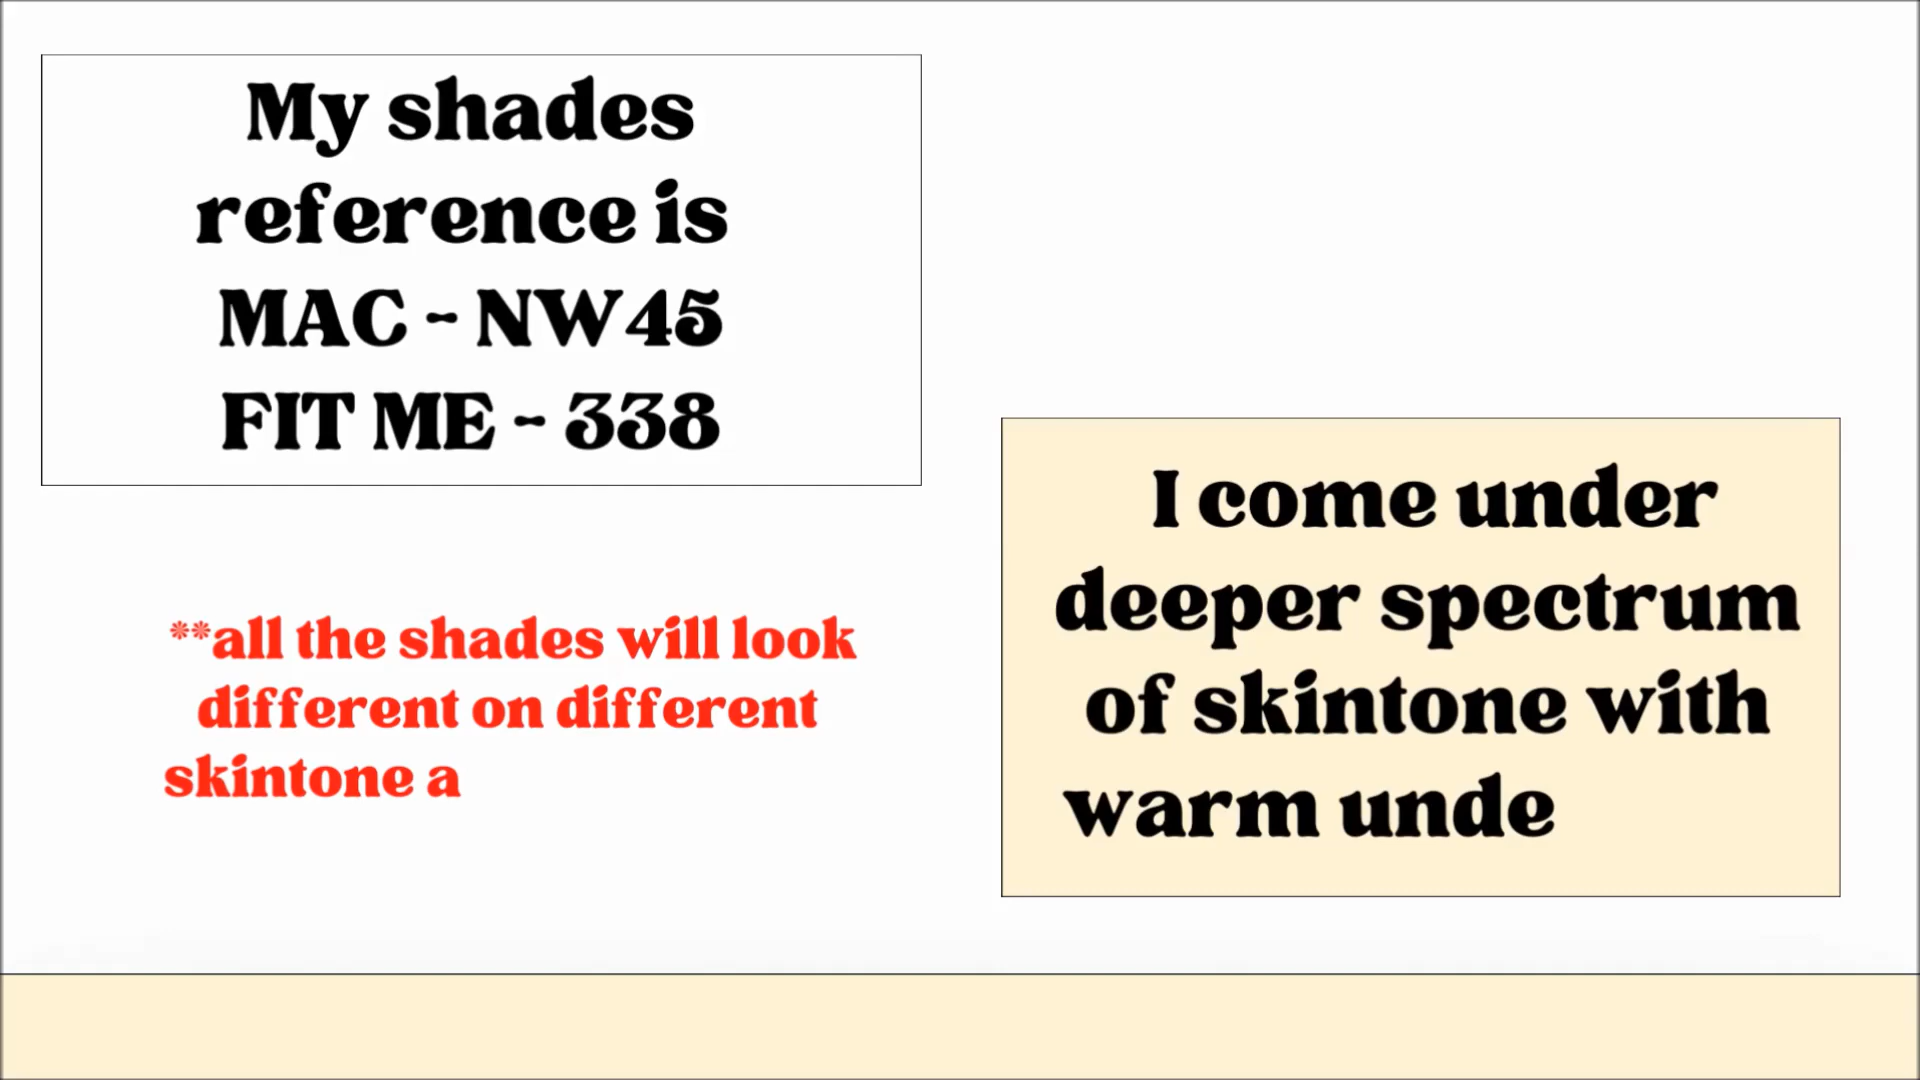 My shades
reference is
MAC - NW45
FIT ME - 338
**all the shades will look
different on different
skintone a
I come under
deeper spectrum
of skintone with
warm unde